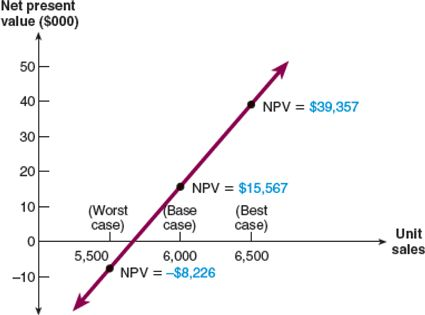 Net present
value ($000)
50
40
NPV = $39,357
30
20
NPV = $15,567
10
(Worst
case)
(Base
case)
(Best
case)
0
Unit
sales
5,500
6,000
6,500
–10
NPV = –$8,226